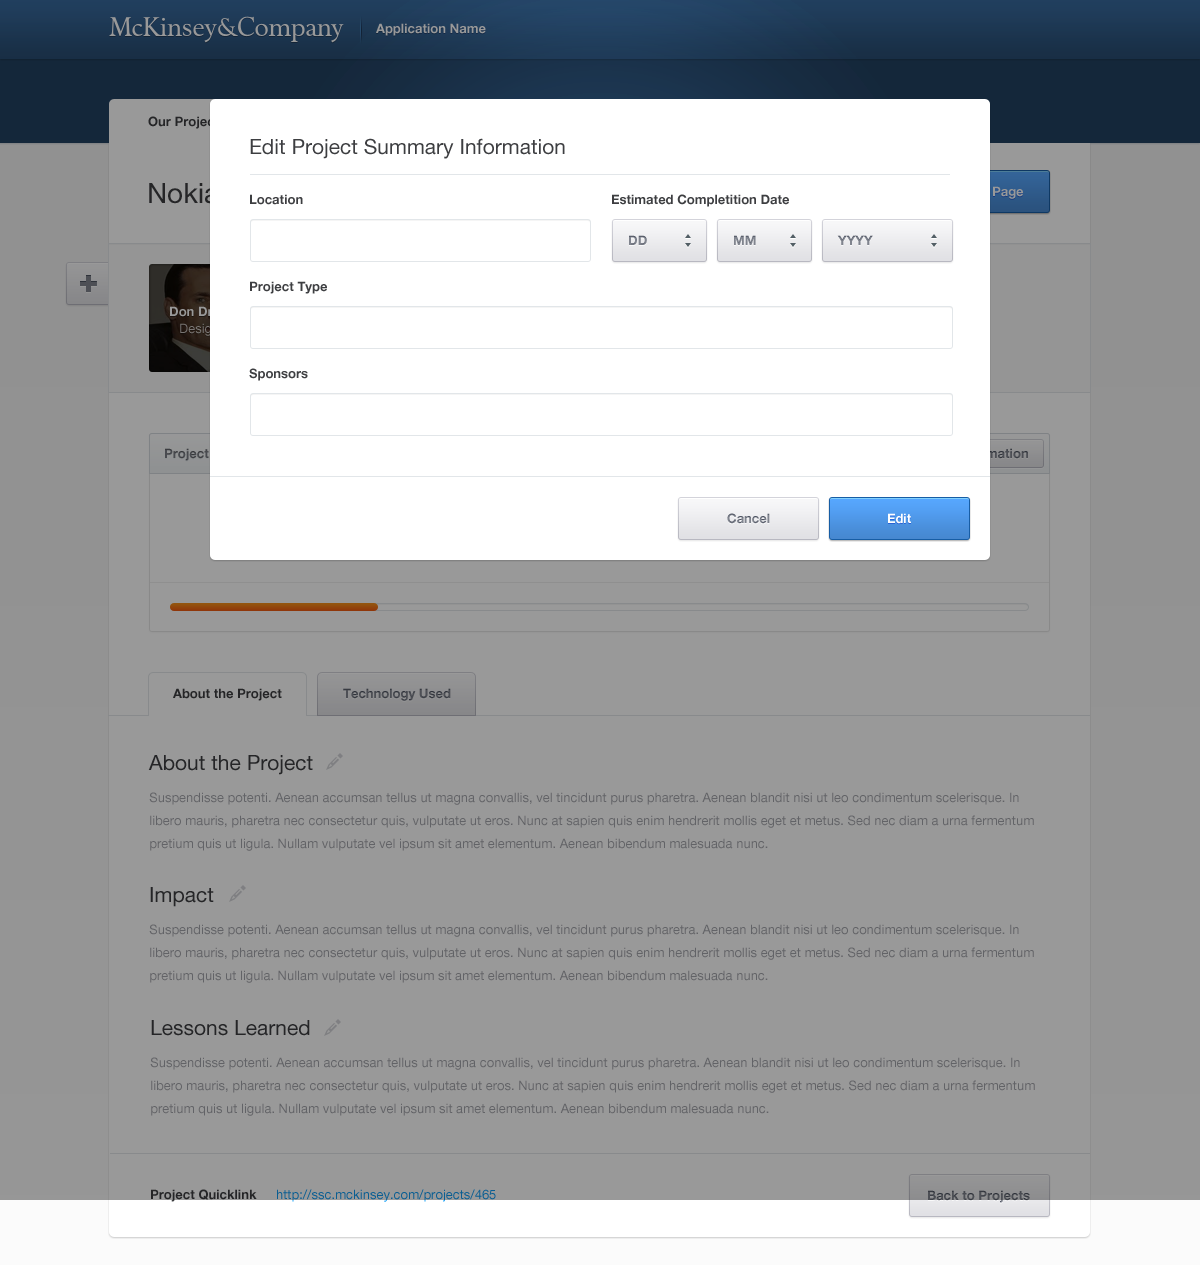 McKinsey&Company
Application Name
Our Projec
Edit Project Summary Information
Nokia
Page
Location
Estimated Completition Date
DD
MM
YYYY
Project Type
Don Dr
Desig
Sponsors
Project
mation
Cancel
Edit
About the Project
Technology Used
About the Project
Suspendisse potenti. Aenean accumsan tellus ut magna convallis, vel tincidunt purus pharetra. Aenean blandit nisi ut leo condimentum scelerisque. In
libero mauris, pharetra nec consectetur quis, vulputate ut eros. Nunc at sapien quis enim hendrerit mollis eget et metus. Sed nec diam a urna fermentum
pretium quis ut ligula. Nullam vulputate vel ipsum sit amet elementum. Aenean bibendum malesuada nunc.
Impact
Suspendisse potenti. Aenean accumsan tellus ut magna convallis, vel tincidunt purus pharetra. Aenean blandit nisi ut leo condimentum scelerisque. In
libero mauris, pharetra nec consectetur quis, vulputate ut eros. Nunc at sapien quis enim hendrerit mollis eget et metus. Sed nec diam a urna fermentum
pretium quis ut ligula. Nullam vulputate vel ipsum sit amet elementum. Aenean bibendum malesuada nunc.
Lessons Learned
Suspendisse potenti. Aenean accumsan tellus ut magna convallis, vel tincidunt purus pharetra. Aenean blandit nisi ut leo condimentum scelerisque. In
libero mauris, pharetra nec consectetur quis, vulputate ut eros. Nunc at sapien quis enim hendrerit mollis eget et metus. Sed nec diam a urna fermentum
pretium quis ut ligula. Nullam vulputate vel ipsum sit amet elementum. Aenean bibendum malesuada nunc.
Project Quicklink
http://ssc.mckinsey.com/projects/465
Back to Projects